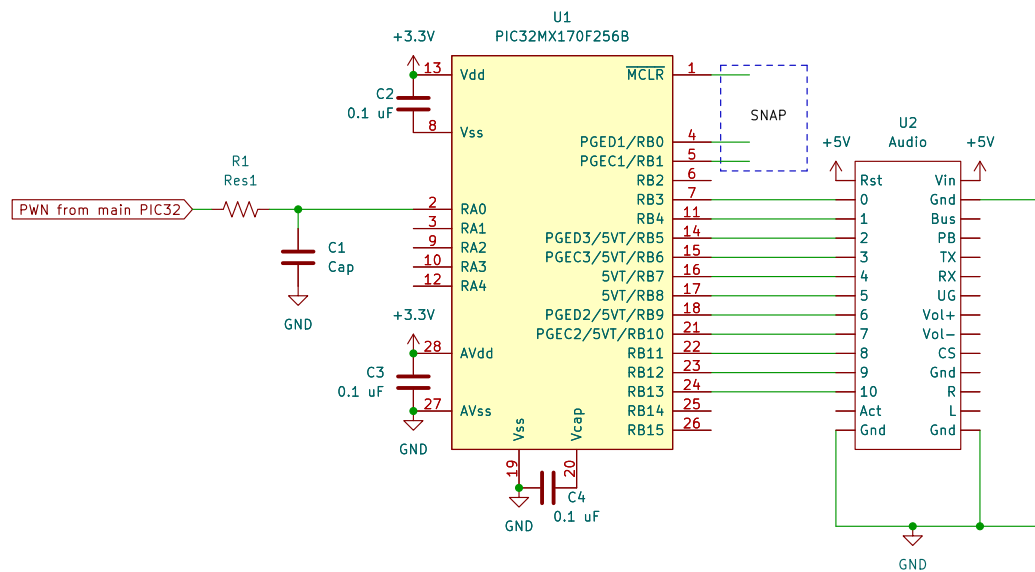 U1
PIC32MX170F256B
+3.3V
13
Vdd
C2
0.1 uF
8
Vss
R1
Res1
PWN from main PIC32
2
RA0
3
RA1
9
RA2
10
RA3
12
RA4
C1
Cap
GND
+3.3V
28
AVdd
C3
0.1 uF
27
AVss
GND
Vss
19
Vcap
20
C4
0.1 uF
GND
MCLR
1
PGED1/RB0
4
PGEC1/RB1
5
RB2
6
RB3
7
RB4
11
PGED3/5VT/RB5
14
PGEC3/5VT/RB6
15
5VT/RB7
16
5VT/RB8
17
PGED2/5VT/RB9
18
PGEC2/5VT/RB10
21
RB11
22
RB12
23
RB13
24
RB14
25
RB15
26
SNAP
U2
Audio
+5V
+5V
Rst
Vin
0
Gnd
1
Bus
2
PB
3
TX
4
RX
5
UG
6
Vol+
7
Vol-
8
CS
9
Gnd
10
R
Act
L
Gnd
Gnd
GND